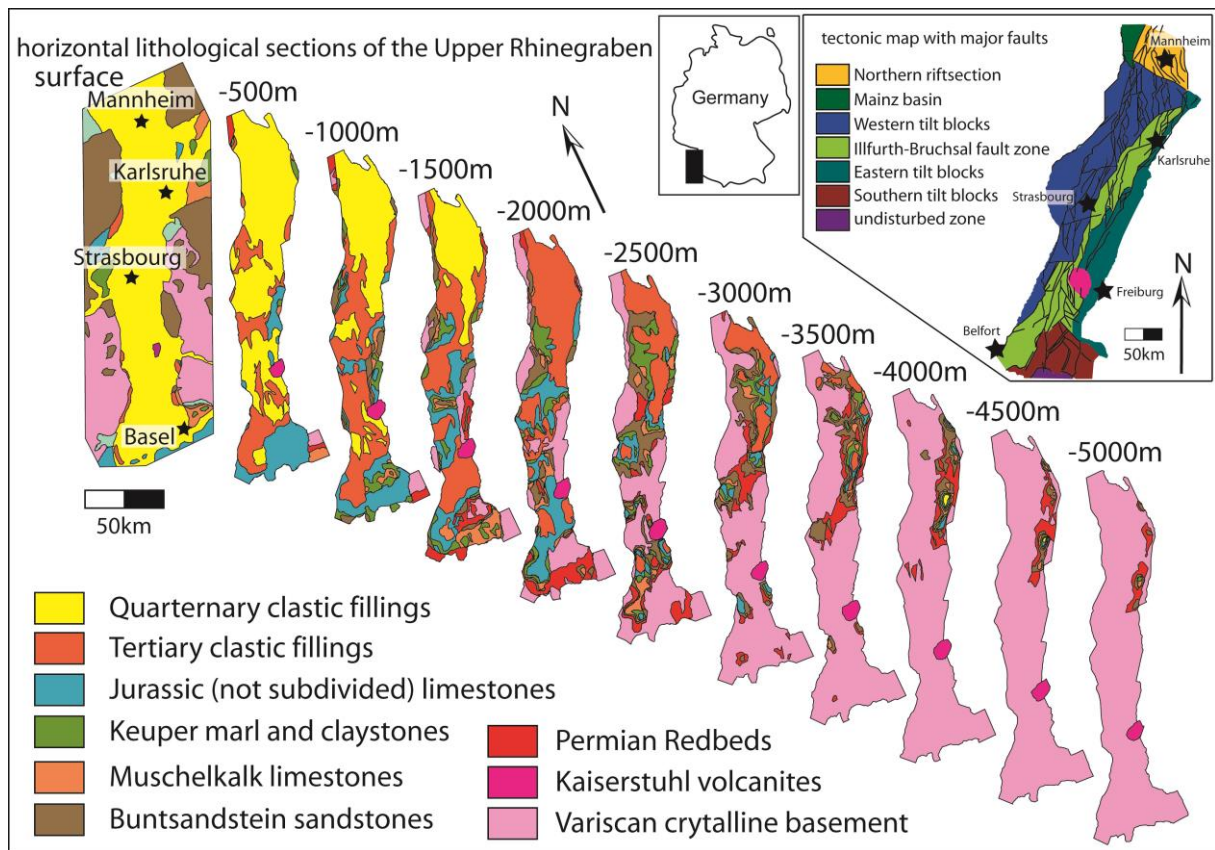 horizontal lithological sections of the Upper Rhinegraben
surface
Mannheim
Karlsruhe
Strasbourg
Basel
50km
-500m
-1000m
-1500m
-2000m
-2500m
-3000m
-3500m
-4000m
-4500m
-5000m
N
Germany
tectonic map with major faults
Northern riftsection
Mainz basin
Western tilt blocks
Illfurth-Bruchsal fault zone
Eastern tilt blocks
Southern tilt blocks
undisturbed zone
Mannheim
Karlsruhe
Strasbourg
Freiburg
Belfort
N
50km
Quarternary clastic fillings
Tertiary clastic fillings
Jurassic (not subdivided) limestones
Keuper marl and claystones
Muschelkalk limestones
Buntsandstein sandstones
Permian Redbeds
Kaiserstuhl volcanites
Variscan crytalline basement